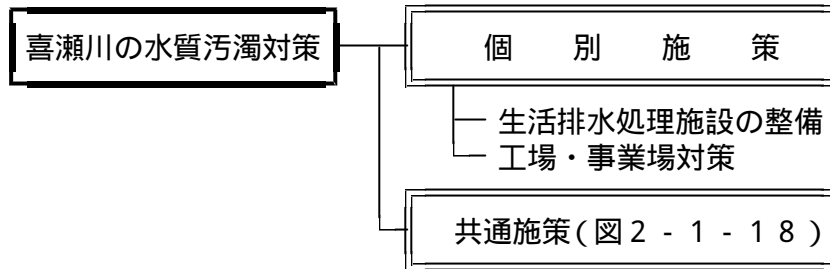 喜瀬川の水質汚濁対策
個別施策
生活排水処理施設の整備
工場・事業場対策
共通施策(図2-1-18)